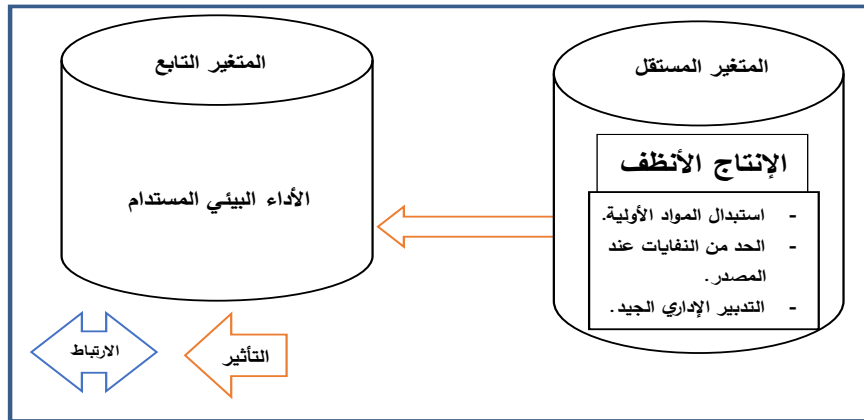 المتغير المستقل
الإنتاج الأنظف
- استبدال المواد الأولية.
- الحد من النفايات عند
المصدر.
- التدبير الإداري الجيد.
المتغير التابع
الأداء البيئي المستدام
التأثير
الارتباط